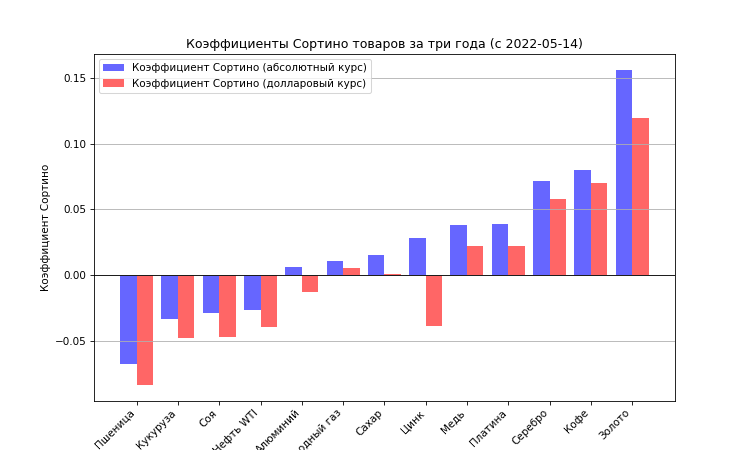 Коэффициенты Сортино товаров за три года (с 2022-05-14)
Коэффициент Сортино (абсолютный курс)
Коэффициент Сортино (долларовый курс)
Коэффициент Сортино
0.15
0.10
0.05
0.00
−0.05
Пшеница
Кукуруза
Соя
Нефть WTI
Алюминий
газ
Сахар
Цинк
Медь
Платина
Серебро
Кофе
Золото